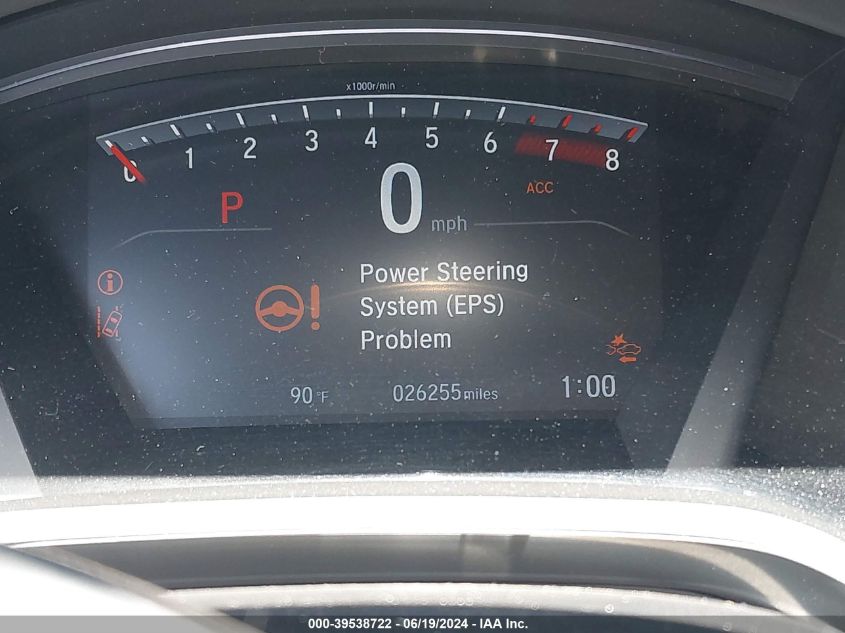 x1000r/min
0 1 2 3 4 5 6 7 8
P 0 mph ACC
Power Steering
System (EPS)
Problem
90°F 026255 miles 1:00
000-39538722 - 06/19/2024 - IAA Inc.